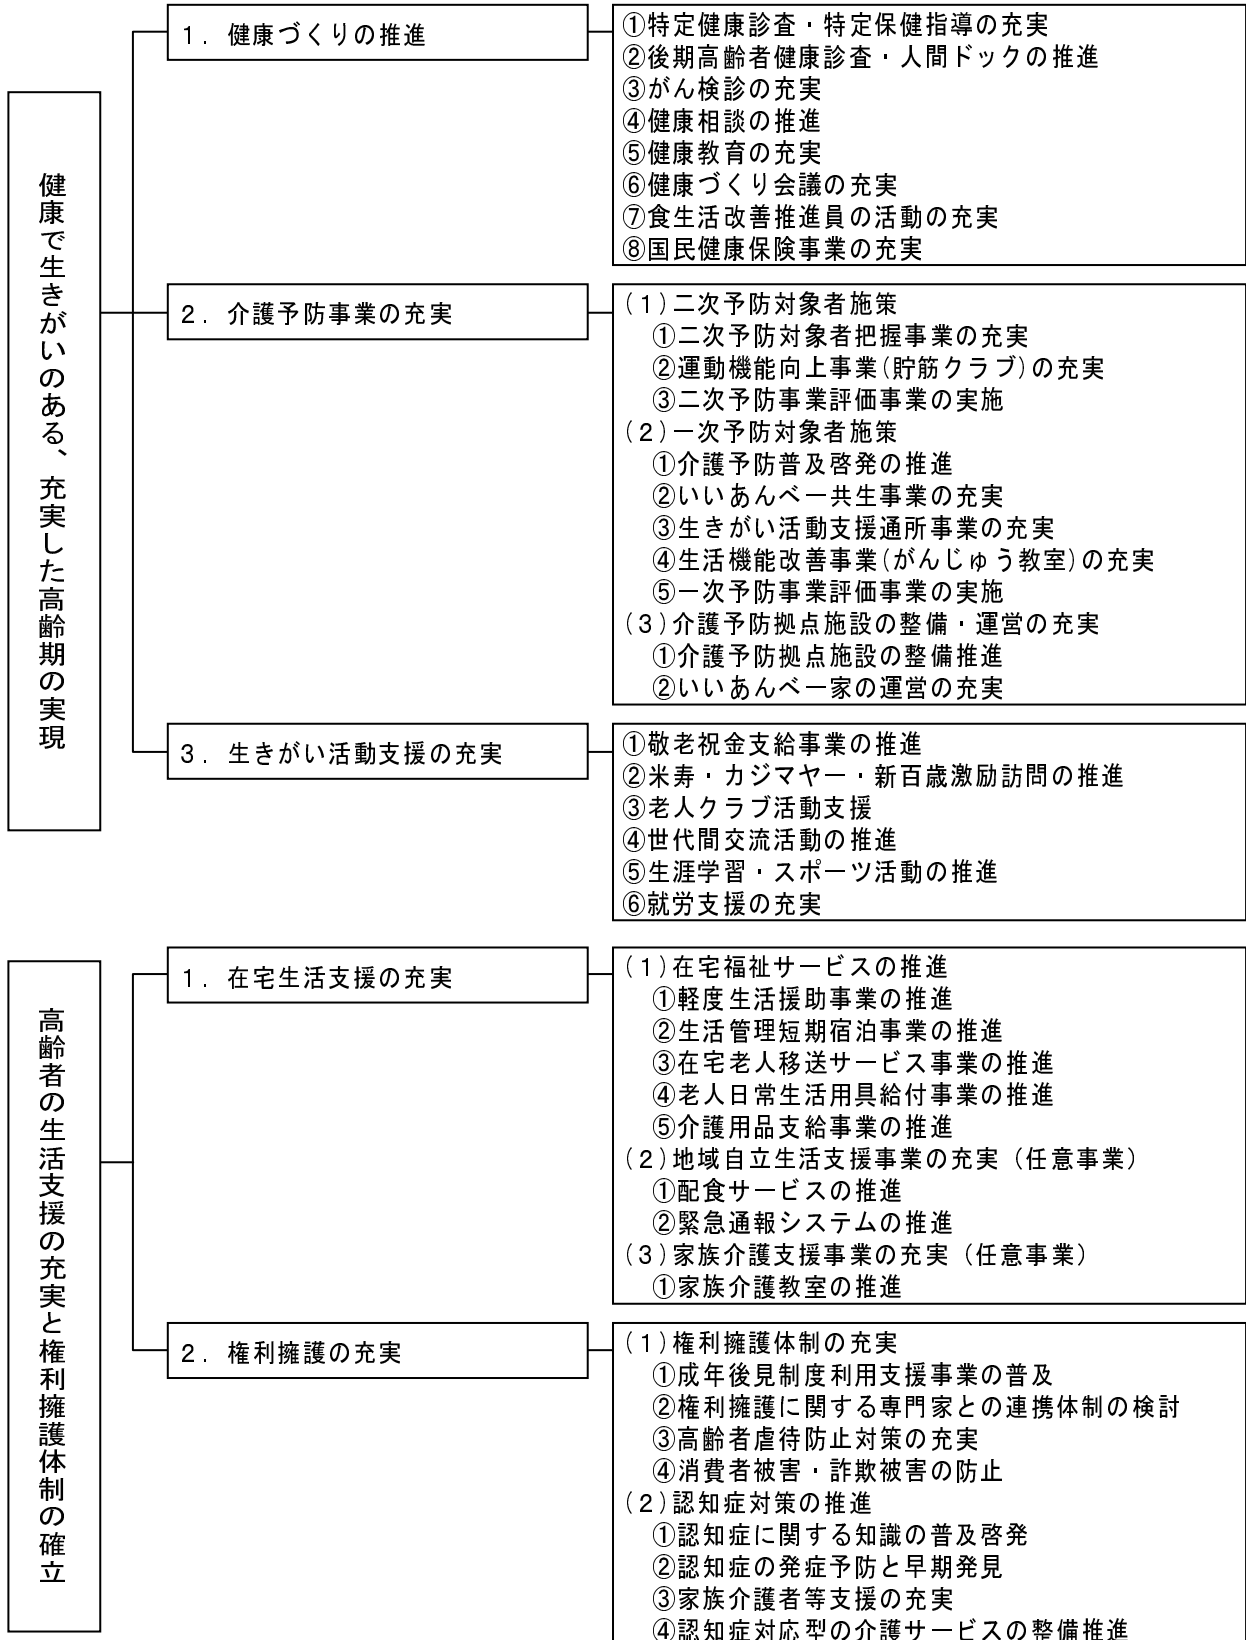 健康で生きがいのある、充実した高齢期の実現
１．健康づくりの推進
①特定健康診査・特定保健指導の充実
②後期高齢者健康診査・人間ドックの推進
③がん検診の充実
④健康相談の推進
⑤健康教育の充実
⑥健康づくり会議の充実
⑦食生活改善推進員の活動の充実
⑧国民健康保険事業の充実
２．介護予防事業の充実
(１)二次予防対象者施策
①二次予防対象者把握事業の充実
②運動機能向上事業(貯筋クラブ)の充実
③二次予防事業評価事業の実施
(２)一次予防対象者施策
①介護予防普及啓発の推進
②いいあんべー共生事業の充実
③生きがい活動支援通所事業の充実
④生活機能改善事業(がんじゅう教室)の充実
⑤一次予防事業評価事業の実施
(３)介護予防拠点施設の整備・運営の充実
①介護予防拠点施設の整備推進
②いいあんべー家の運営の充実
３．生きがい活動支援の充実
①敬老祝金支給事業の推進
②米寿・カジマヤー・新百歳激励訪問の推進
③老人クラブ活動支援
④世代間交流活動の推進
⑤生涯学習・スポーツ活動の推進
⑥就労支援の充実
高齢者の生活支援の充実と権利擁護体制の確立
１．在宅生活支援の充実
(１)在宅福祉サービスの推進
①軽度生活援助事業の推進
②生活管理短期宿泊事業の推進
③在宅老人移送サービス事業の推進
④老人日常生活用具給付事業の推進
⑤介護用品支給事業の推進
(２)地域自立生活支援事業の充実（任意事業）
①配食サービスの推進
②緊急通報システムの推進
(３)家族介護支援事業の充実（任意事業）
①家族介護教室の推進
２．権利擁護の充実
(１)権利擁護体制の充実
①成年後見制度利用支援事業の普及
②権利擁護に関する専門家との連携体制の検討
③高齢者虐待防止対策の充実
④消費者被害・詐欺被害の防止
(２)認知症対策の推進
①認知症に関する知識の普及啓発
②認知症の発症予防と早期発見
③家族介護者等支援の充実
④認知症対応型の介護サービスの整備推進